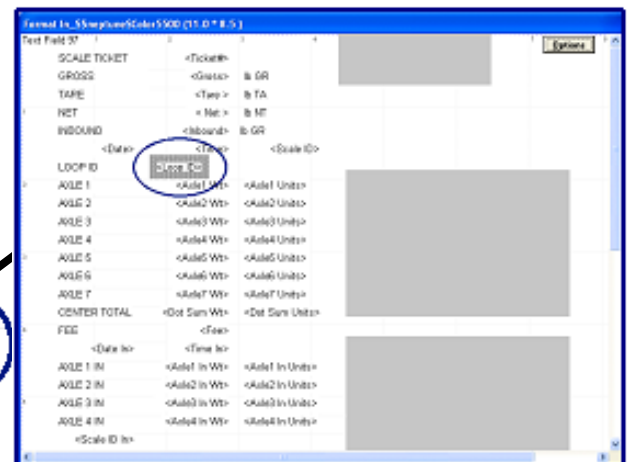 Format In_$$neptune$Color5500 (11.0 * 8.5 )
Text Field 97
Options
SCALE TICKET <Ticket#>
GROSS <Gross> lb GR
TARE <Tare > lb TA
NET < Net > lb NT
INBOUND <Inbound> lb GR
<Date> <Time> <Scale ID>
LOOP ID <Loop ID>
AXLE 1 <Axle1 Wt> <Axle1 Units>
AXLE 2 <Axle2 Wt> <Axle2 Units>
AXLE 3 <Axle3 Wt> <Axle3 Units>
AXLE 4 <Axle4 Wt> <Axle4 Units>
AXLE 5 <Axle5 Wt> <Axle5 Units>
AXLE 6 <Axle6 Wt> <Axle6 Units>
AXLE 7 <Axle7 Wt> <Axle7 Units>
CENTER TOTAL <Dot Sum Wt> <Dot Sum Units>
FEE <Fee>
<Date In> <Time In>
AXLE 1 IN <Axle1 In Wt> <Axle1 In Units>
AXLE 2 IN <Axle2 In Wt> <Axle2 In Units>
AXLE 3 IN <Axle3 In Wt> <Axle3 In Units>
AXLE 4 IN <Axle4 In Wt> <Axle4 In Units>
<Scale ID In>